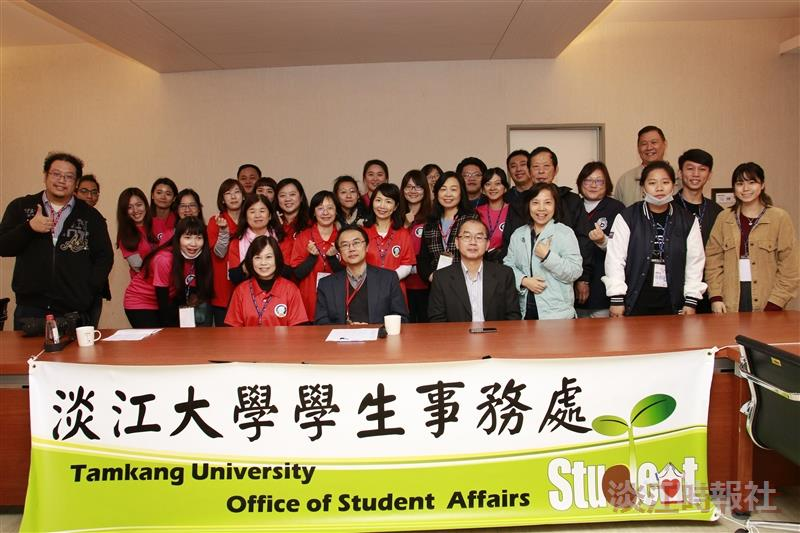 淡江大學學生事務處
Tamkang University
Office of Student Affairs
Student
淡江時報社